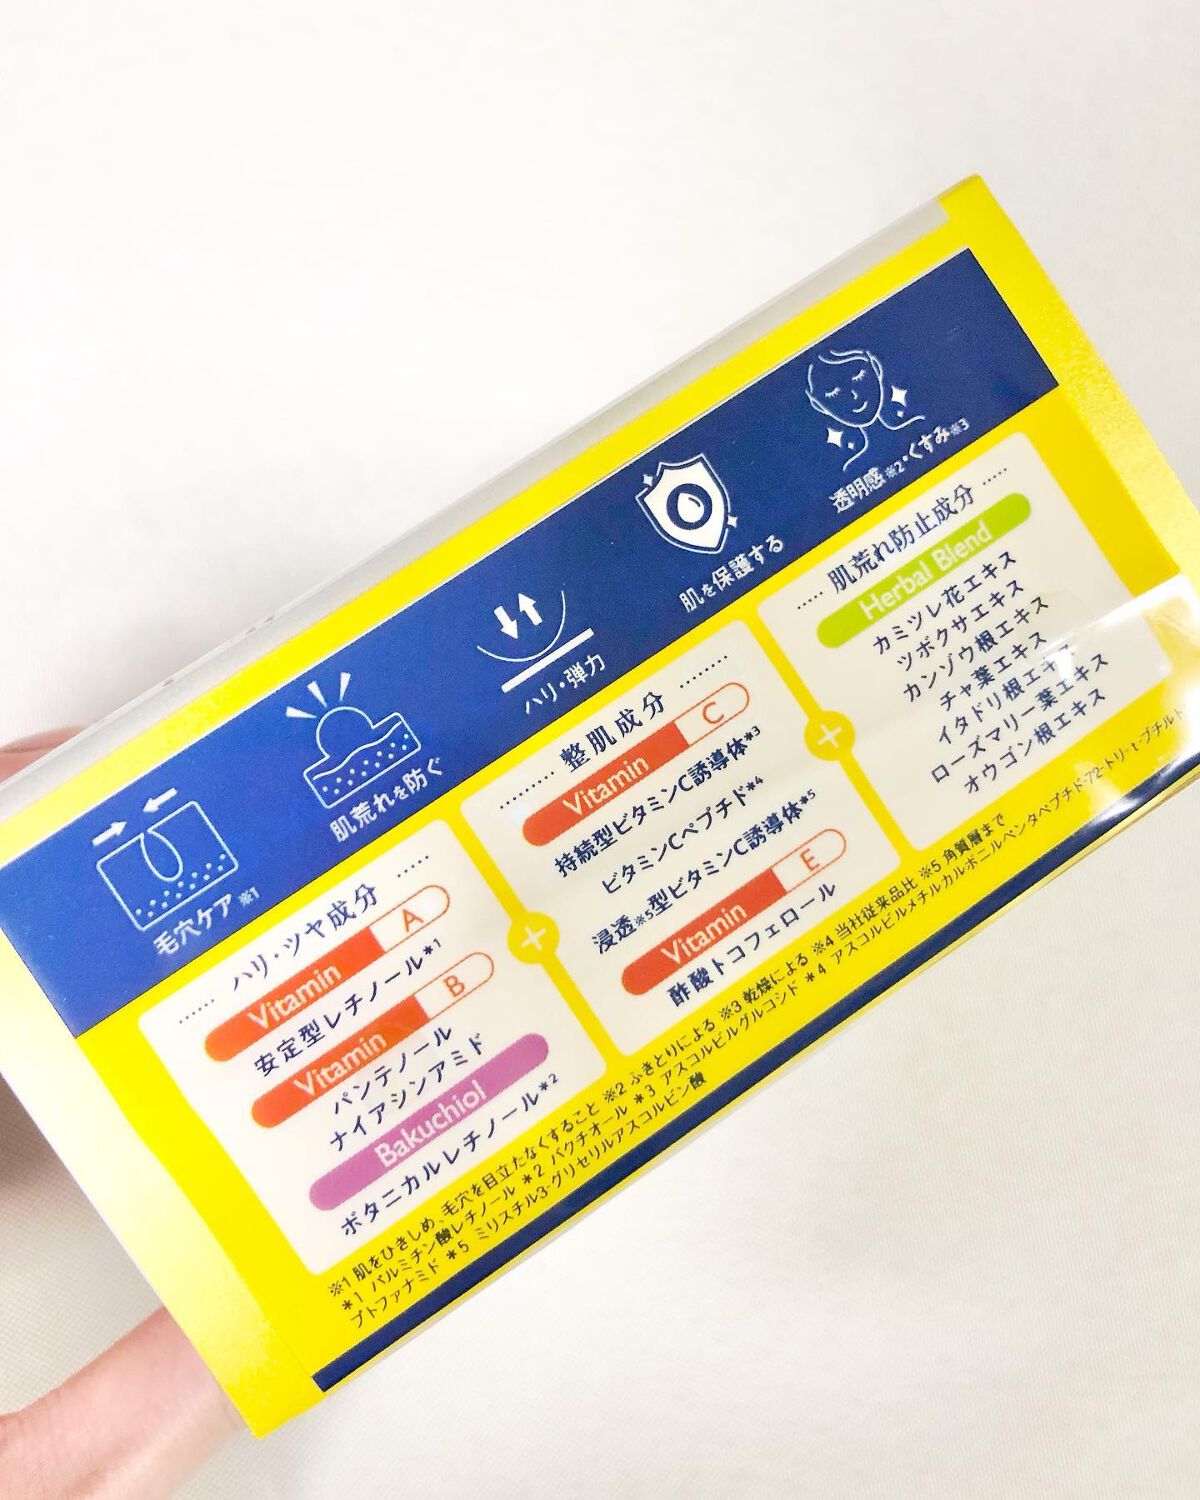 毛穴ケア※1
肌荒れを防ぐ
ハリ・弾力
肌を保護する
透明感※2・くすみ※3
...... ハリ・ツヤ成分 ......
Vitamin A
安定型レチノール*1
Vitamin B
パンテノール
ナイアシンアミド
Bakuchiol
ボタニカルレチノール*2
+
.......... 整肌成分 .........
Vitamin C
持続型ビタミンC誘導体*3
ビタミンCペプチド*4
浸透※5型ビタミンC誘導体*5
Vitamin E
酢酸トコフェロール
+
..... 肌荒れ防止成分 .....
Herbal Blend
カミツレ花エキス
ツボクサエキス
カンゾウ根エキス
チャ葉エキス
イタドリ根エキス
ローズマリー葉エキス
オウゴン根エキス
※1 肌をひきしめ、毛穴を目立たなくすること ※2 ふきとりによる ※3 乾燥による ※4 当社従来品比 ※5 角質層まで
*1 パルミチン酸レチノール *2 バクチオール *3 アスコルビルグルコシド *4 アスコルビルメチルカルボニルペンタペプチド-72-トリ-t-ブチルト
プトファナミド *5 ミリスチル3-グリセリルアスコルビン酸